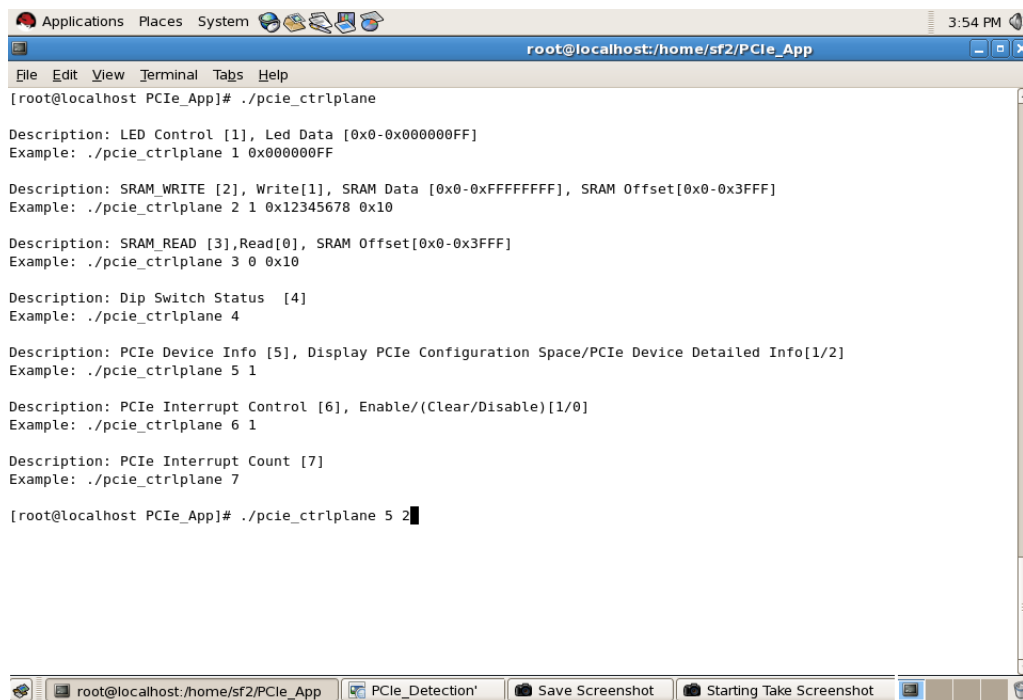 Applications Places System 3:54 PM
root@localhost:/home/sf2/PCIe_App
File Edit View Terminal Tabs Help
[root@localhost PCIe_App]# ./pcie_ctrlplane
Description: LED Control [1], Led Data [0x0-0x000000FF]
Example: ./pcie_ctrlplane 1 0x000000FF
Description: SRAM_WRITE [2], Write[1], SRAM Data [0x0-0xFFFFFFFF], SRAM Offset[0x0-0x3FFF]
Example: ./pcie_ctrlplane 2 1 0x12345678 0x10
Description: SRAM_READ [3],Read[0], SRAM Offset[0x0-0x3FFF]
Example: ./pcie_ctrlplane 3 0 0x10
Description: Dip Switch Status  [4]
Example: ./pcie_ctrlplane 4
Description: PCIe Device Info [5], Display PCIe Configuration Space/PCIe Device Detailed Info[1/2]
Example: ./pcie_ctrlplane 5 1
Description: PCIe Interrupt Control [6], Enable/(Clear/Disable)[1/0]
Example: ./pcie_ctrlplane 6 1
Description: PCIe Interrupt Count [7]
Example: ./pcie_ctrlplane 7
[root@localhost PCIe_App]# ./pcie_ctrlplane 5 2
root@localhost:/home/sf2/PCIe_App PCIe_Detection' Save Screenshot Starting Take Screenshot